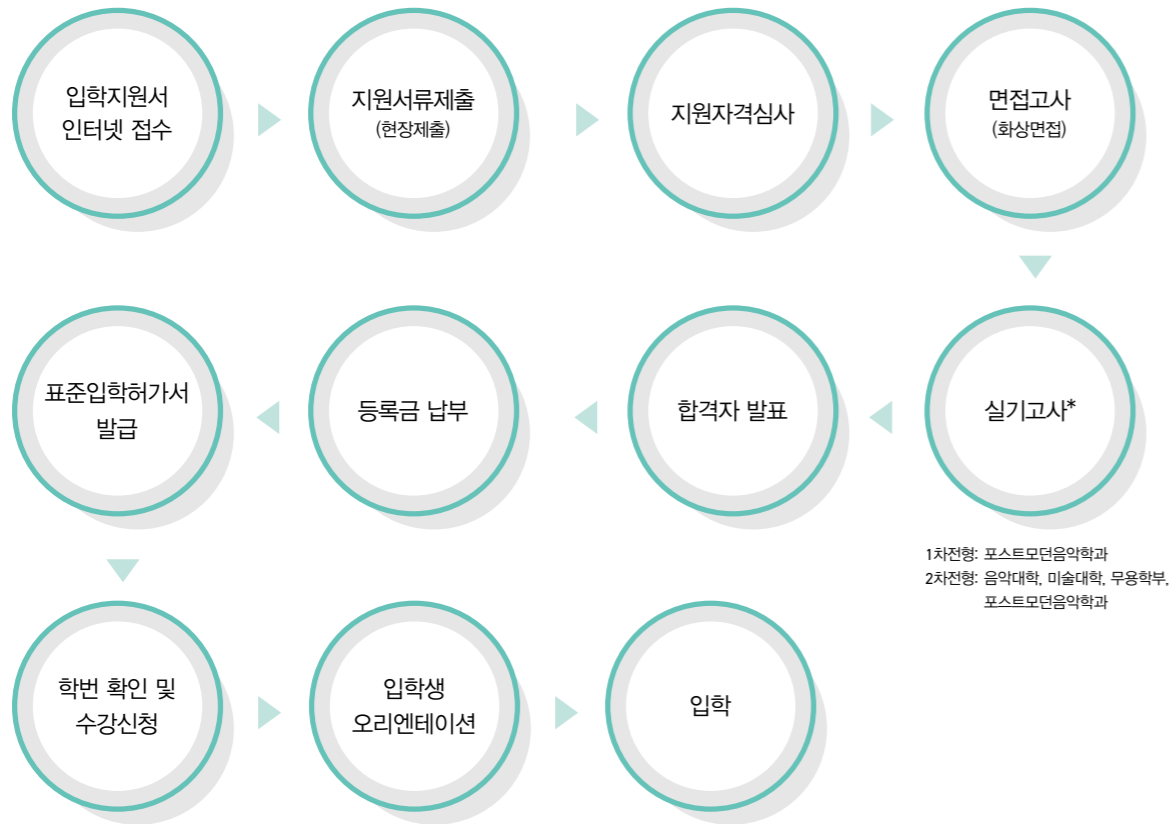 입학지원서
인터넷 접수
지원서류제출
(현장제출)
지원자격심사
면접고사
(화상면접)
실기고사*
1차전형: 포스트모던음악학과
2차전형: 음악대학, 미술대학, 무용학부,
포스트모던음악학과
합격자 발표
등록금 납부
표준입학허가서
발급
학번 확인 및
수강신청
입학생
오리엔테이션
입학